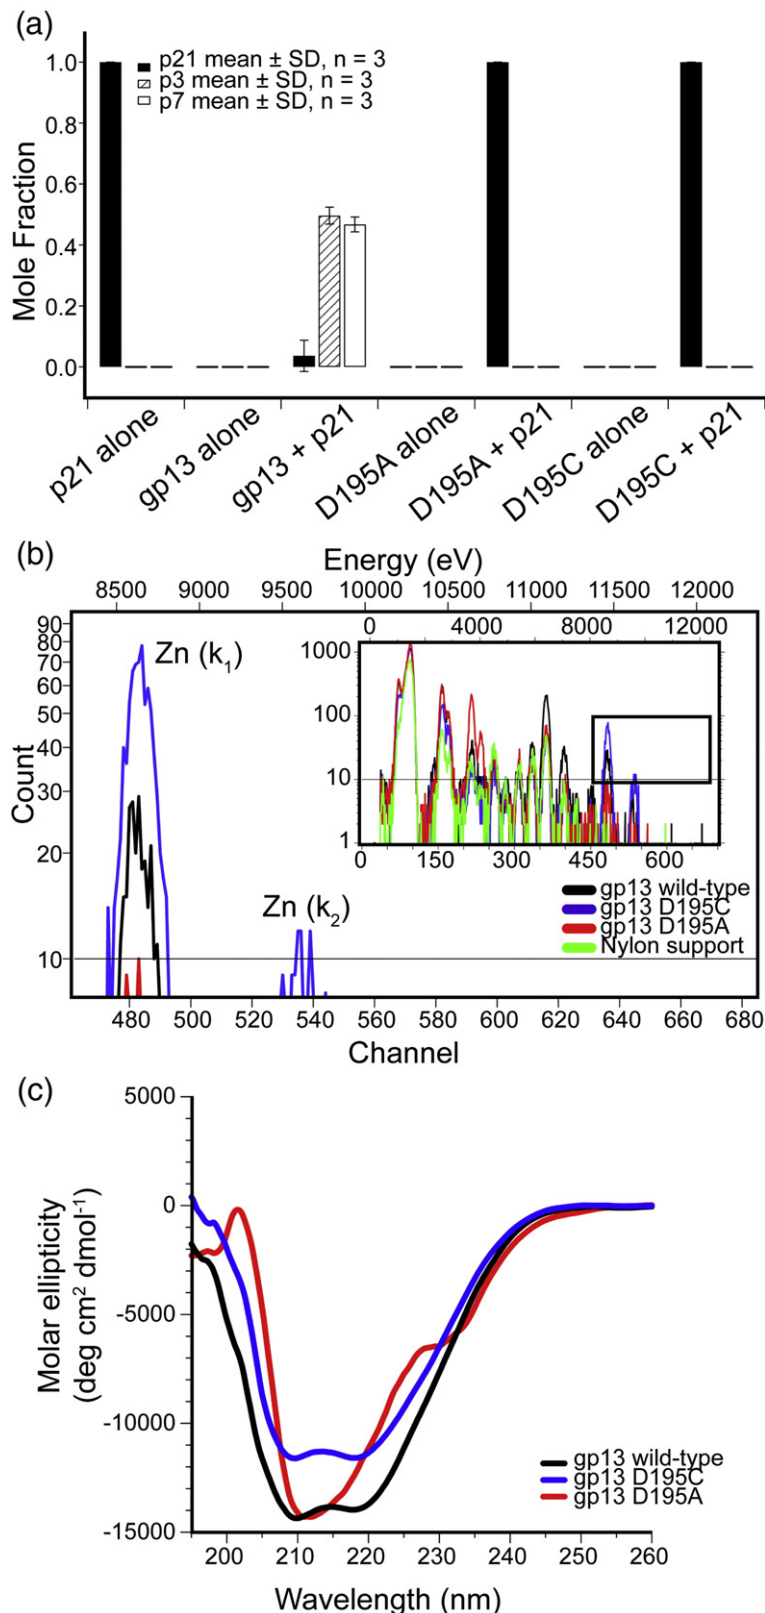 (a)
p21 mean ± SD, n = 3
p3 mean ± SD, n = 3
p7 mean ± SD, n = 3
Mole Fraction
1.0
0.8
0.6
0.4
0.2
0.0
p21 alone
gp13 alone
gp13 + p21
D195A alone
D195A + p21
D195C alone
D195C + p21
(b)
Energy (eV)
8500 9000 9500 10000 10500 11000 11500 12000
0 4000 8000 12000
Count
90
80
70
60
50
40
30
20
10
Zn (k1)
Zn (k2)
1000
100
10
1
0 150 300 450 600
gp13 wild-type
gp13 D195C
gp13 D195A
Nylon support
480 500 520 540 560 580 600 620 640 660 680
Channel
(c)
Molar ellipticity
(deg cm² dmol⁻¹)
5000
0
-5000
-10000
-15000
gp13 wild-type
gp13 D195C
gp13 D195A
200 210 220 230 240 250 260
Wavelength (nm)